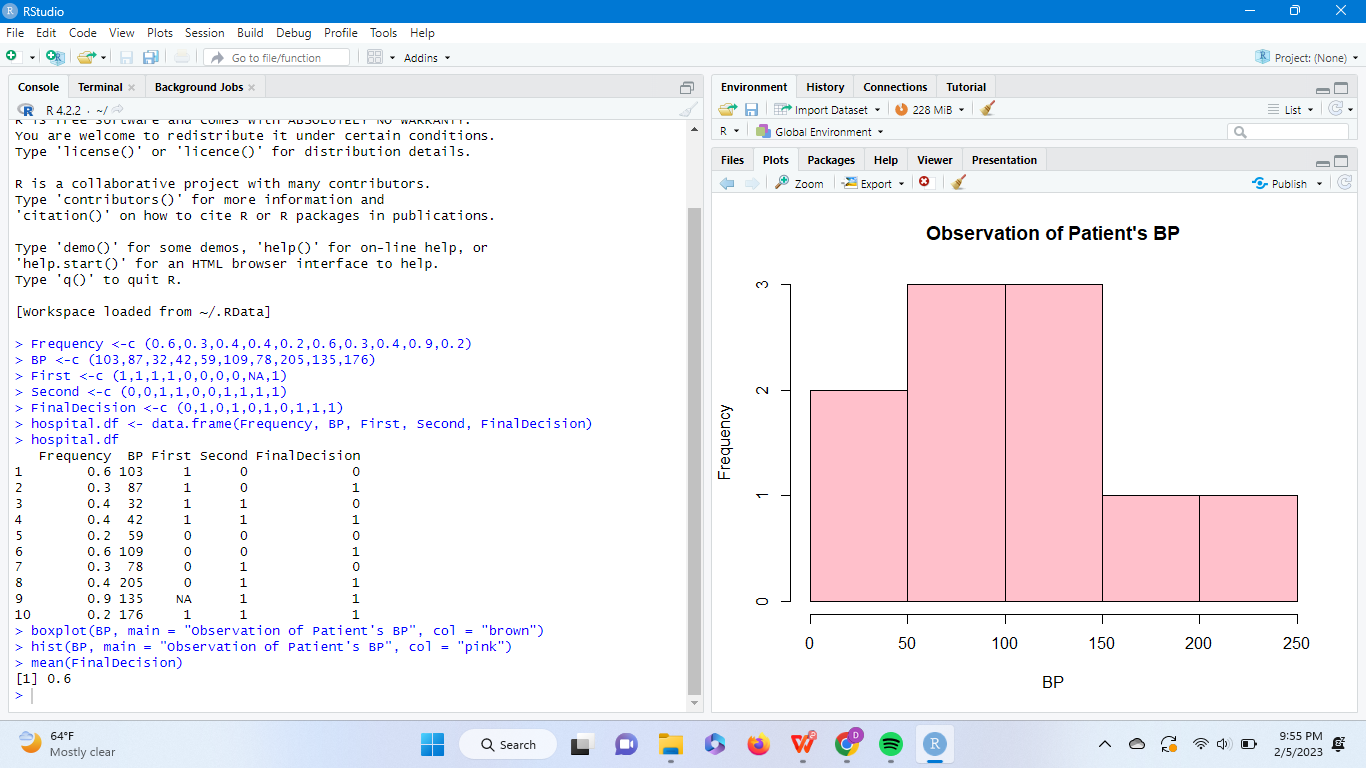 RStudio
File Edit Code View Plots Session Build Debug Profile Tools Help
Go to file/function Addins Project: (None)
Console Terminal Background Jobs
R 4.2.2 · ~/
R is free software and comes with ABSOLUTELY NO WARRANTY.
You are welcome to redistribute it under certain conditions.
Type 'license()' or 'licence()' for distribution details.
R is a collaborative project with many contributors.
Type 'contributors()' for more information and
'citation()' on how to cite R or R packages in publications.
Type 'demo()' for some demos, 'help()' for on-line help, or
'help.start()' for an HTML browser interface to help.
Type 'q()' to quit R.
[Workspace loaded from ~/.RData]
> Frequency <-c (0.6,0.3,0.4,0.4,0.2,0.6,0.3,0.4,0.9,0.2)
> BP <-c (103,87,32,42,59,109,78,205,135,176)
> First <-c (1,1,1,1,0,0,0,0,NA,1)
> Second <-c (0,0,1,1,0,0,1,1,1,1)
> FinalDecision <-c (0,1,0,1,0,1,0,1,1,1)
> hospital.df <- data.frame(Frequency, BP, First, Second, FinalDecision)
> hospital.df
Frequency BP First Second FinalDecision
1 0.6 103 1 0 0
2 0.3 87 1 0 1
3 0.4 32 1 1 0
4 0.4 42 1 1 1
5 0.2 59 0 0 0
6 0.6 109 0 0 1
7 0.3 78 0 1 0
8 0.4 205 0 1 1
9 0.9 135 NA 1 1
10 0.2 176 1 1 1
> boxplot(BP, main = "Observation of Patient's BP", col = "brown")
> hist(BP, main = "Observation of Patient's BP", col = "pink")
> mean(FinalDecision)
[1] 0.6
>
Environment History Connections Tutorial
Import Dataset 228 MiB List
R Global Environment
Files Plots Packages Help Viewer Presentation
Zoom Export Publish
Observation of Patient's BP
Frequency
3
2
1
0
0 50 100 150 200 250
BP
64°F
Mostly clear
Search
D
9:55 PM
2/5/2023